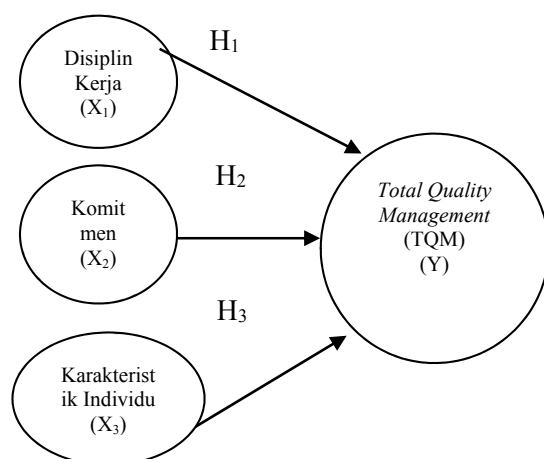 H₁
Disiplin
Kerja
(X₁)
H₂
Komit
men
(X₂)
Total Quality
Management
(TQM)
(Y)
H₃
Karakterist
ik Individu
(X₃)